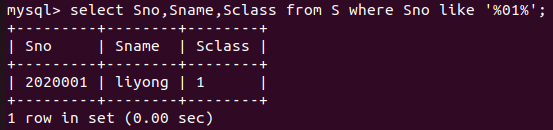 mysql> select Sno,Sname,Sclass from S where Sno like '%01%';
+---------+--------+--------+
| Sno     | Sname  | Sclass |
+---------+--------+--------+
| 2020001 | liyong | 1      |
+---------+--------+--------+
1 row in set (0.00 sec)